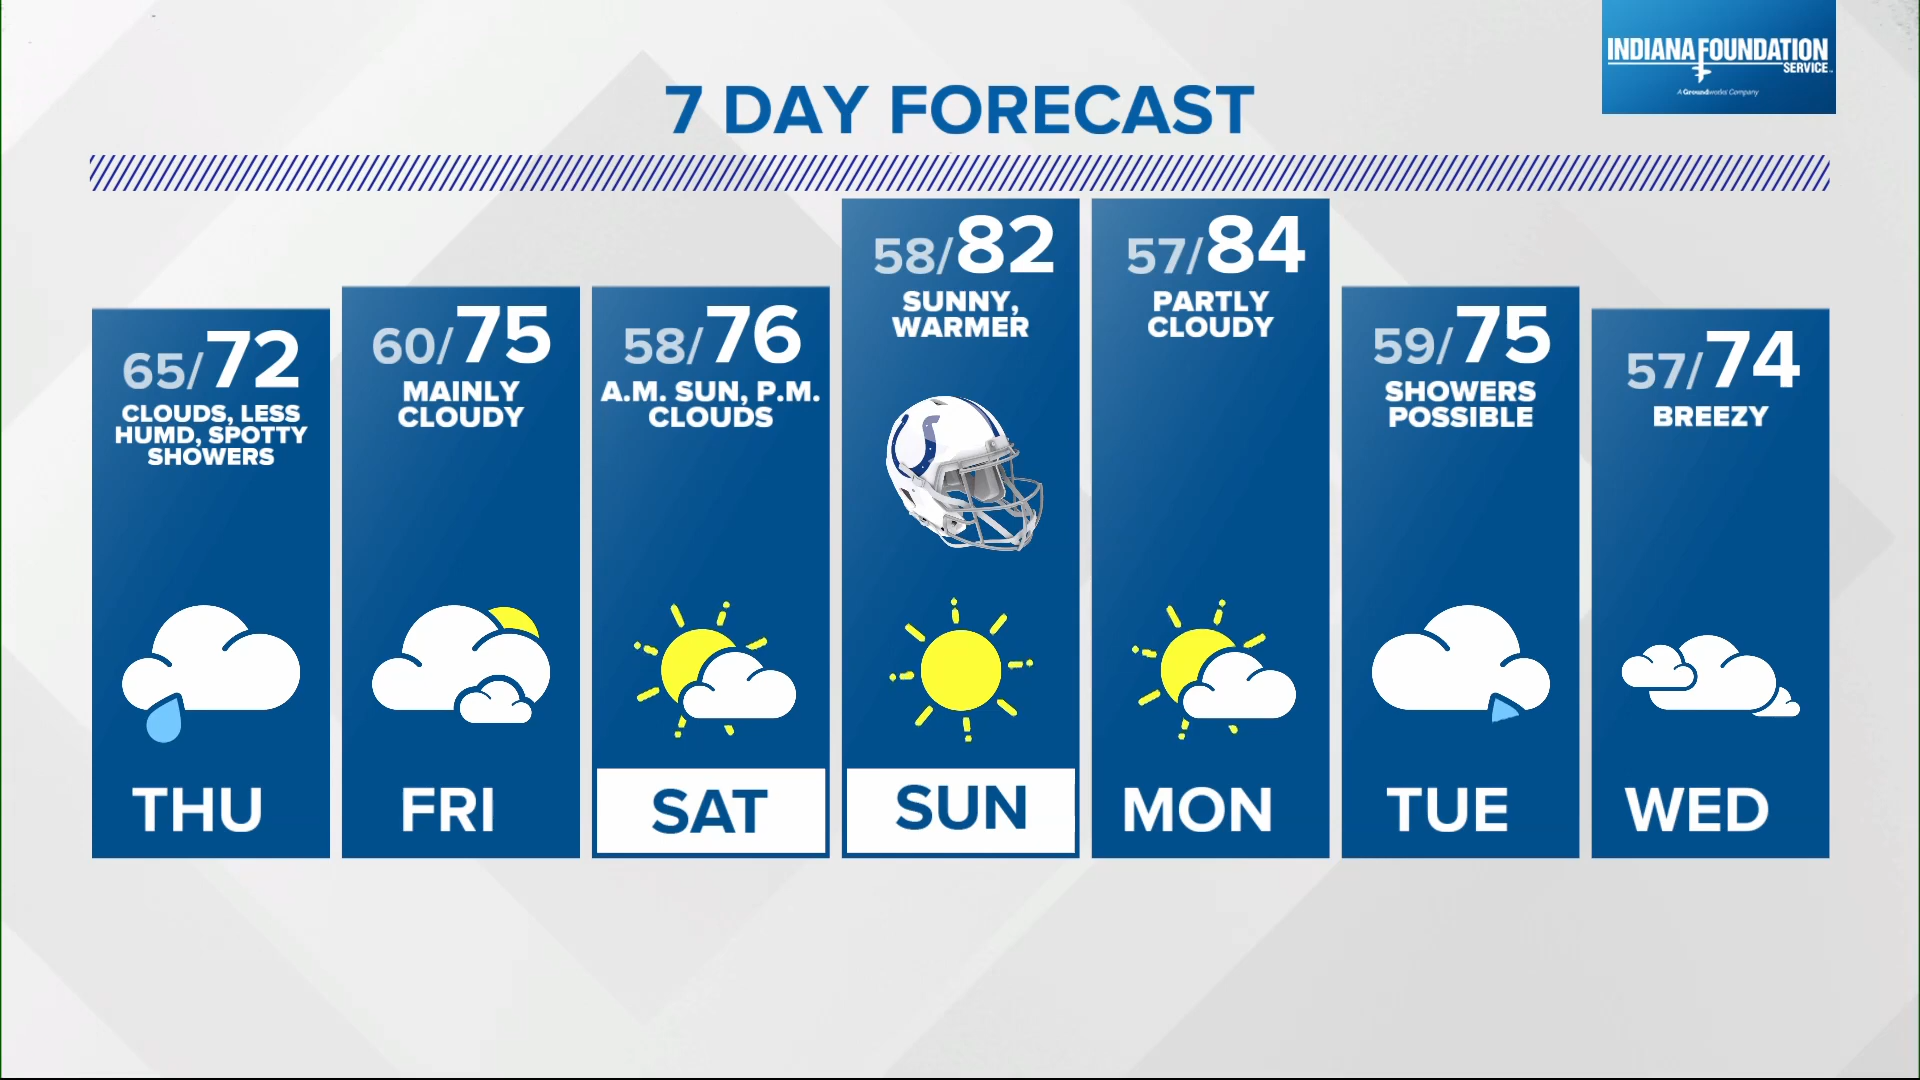 INDIANA FOUNDATION
SERVICE
A Groundworks Company
7 DAY FORECAST
65/72
CLOUDS, LESS
HUMD, SPOTTY
SHOWERS
THU
60/75
MAINLY
CLOUDY
FRI
58/76
A.M. SUN, P.M.
CLOUDS
SAT
58/82
SUNNY,
WARMER
SUN
57/84
PARTLY
CLOUDY
MON
59/75
SHOWERS
POSSIBLE
TUE
57/74
BREEZY
WED